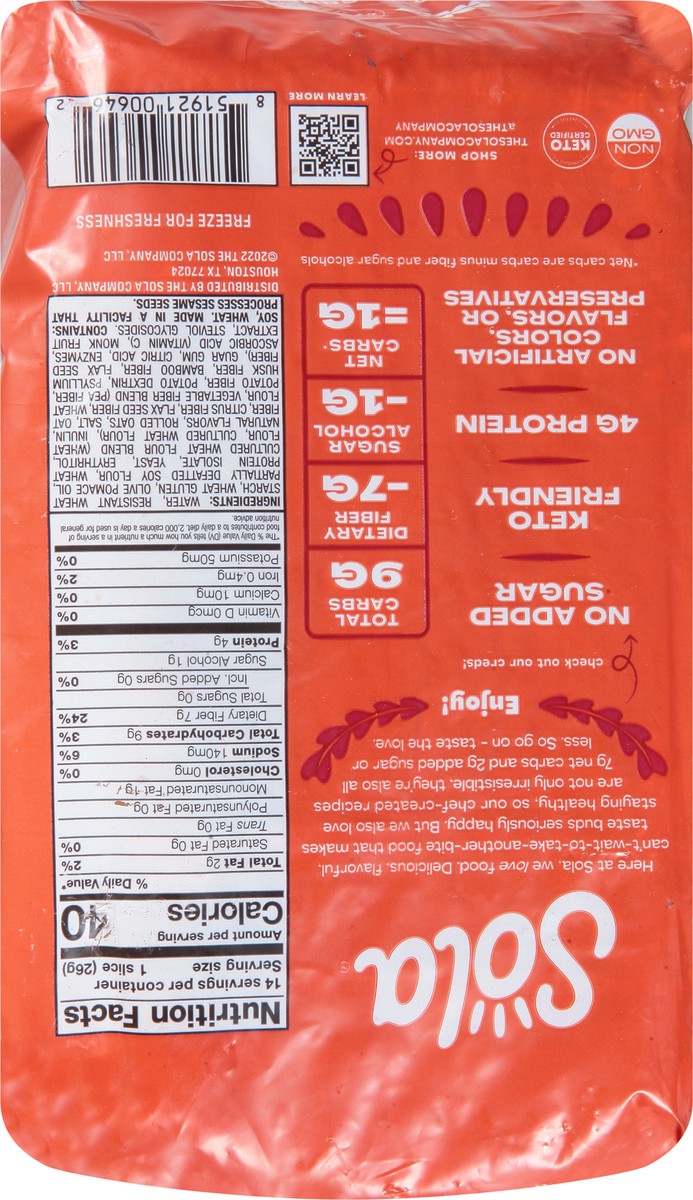 Sola
Here at Sola, we love food. Delicious. Flavorful.
can't-wait-to-take-another-bite food that makes
taste buds seriously happy. But we also love
staying healthy, so our chef-created recipes
are not only irresistible, they're also all
7g net carbs and 2g added sugar or
less. So go on - taste the love.
Enjoy!
check out our creds!
NO ADDED
SUGAR
KETO
FRIENDLY
4G PROTEIN
NO ARTIFICIAL
COLORS,
FLAVORS, OR
PRESERVATIVES
TOTAL
CARBS
9G
DIETARY
FIBER
-7G
SUGAR
ALCOHOL
-1G
NET
CARBS*
=1G
*Net carbs are carbs minus fiber and sugar alcohols
NON
GMO
KETO
CERTIFIED
SHOP MORE:
THESOLACOMPANY.COM
@THESOLACOMPANY
LEARN MORE
Nutrition Facts
14 servings per container
Serving size 1 slice (26g)
Amount per serving
Calories 40
% Daily Value*
Total Fat 2g 2%
Saturated Fat 0g 0%
Trans Fat 0g
Polyunsaturated Fat 0g
Monounsaturated Fat 1g
Cholesterol 0mg 0%
Sodium 140mg 6%
Total Carbohydrates 9g 3%
Dietary Fiber 7g 24%
Total Sugars 0g
Incl. Added Sugars 0g 0%
Sugar Alcohol 1g
Protein 4g 3%
Vitamin D 0mcg 0%
Calcium 10mg 0%
Iron 0.4mg 2%
Potassium 50mg 0%
*The % Daily Value (DV) tells you how much a nutrient in a serving of
food contributes to a daily diet. 2,000 calories a day is used for general
nutrition advice.
INGREDIENTS: WATER, RESISTANT WHEAT
STARCH, WHEAT GLUTEN, OLIVE POMACE OIL,
PARTIALLY DEFATTED SOY FLOUR, WHEAT
PROTEIN ISOLATE, YEAST, ERYTHRITOL,
CULTURED WHEAT FLOUR BLEND (WHEAT
FLOUR, CULTURED WHEAT FLOUR), INULIN,
NATURAL FLAVORS, ROLLED OATS, SALT, OAT
FIBER, CITRUS FIBER, FLAX SEED FIBER, WHEAT
FLOUR, VEGETABLE FIBER BLEND (PEA FIBER,
POTATO FIBER, POTATO DEXTRIN, PSYLLIUM
HUSK FIBER, BAMBOO FIBER, FLAX SEED
FIBER), GUAR GUM, CITRIC ACID, ENZYMES,
ASCORBIC ACID (VITAMIN C), MONK FRUIT
EXTRACT, STEVIOL GLYCOSIDES. CONTAINS:
SOY, WHEAT. MADE IN A FACILITY THAT
PROCESSES SESAME SEEDS.
DISTRIBUTED BY THE SOLA COMPANY, LLC
HOUSTON, TX 77024
©2022 THE SOLA COMPANY, LLC
FREEZE FOR FRESHNESS
8 51921 00646 2